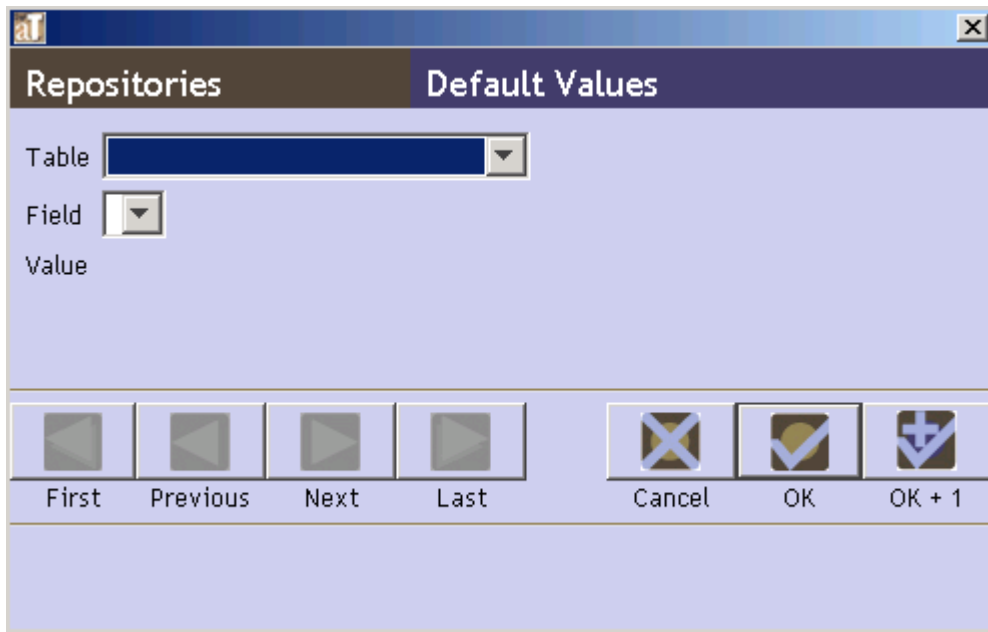 aT
Repositories Default Values
Table
Field
Value
First Previous Next Last Cancel OK OK + 1